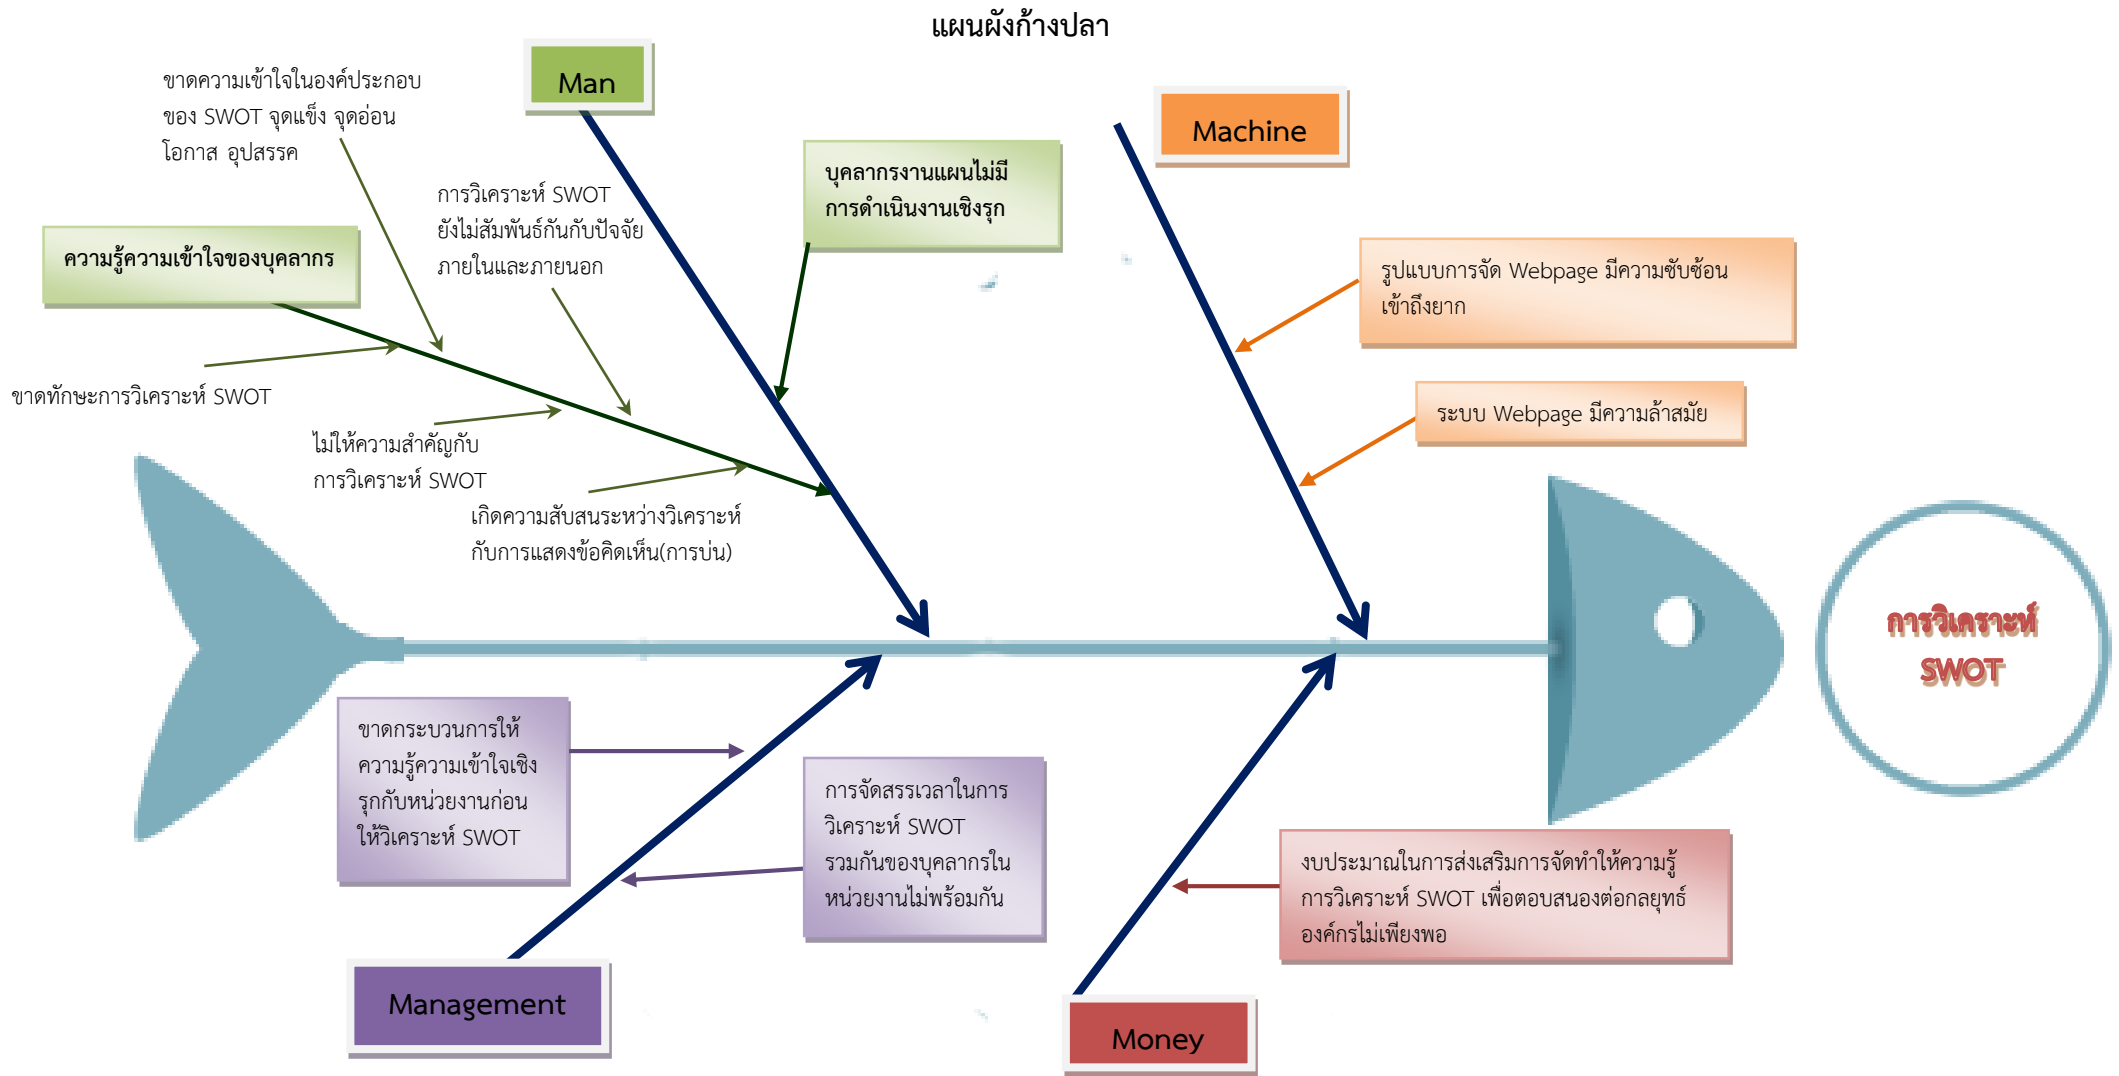 แผนผังก้างปลา
Man
ขาดความเข้าใจในองค์ประกอบ
ของ SWOT จุดแข็ง จุดอ่อน
โอกาส อุปสรรค
Machine
บุคลากรงานแผนไม่มี
การดำเนินงานเชิงรุก
การวิเคราะห์ SWOT
ยังไม่สัมพันธ์กันกับปัจจัย
ภายในและภายนอก
ความรู้ความเข้าใจของบุคลากร
รูปแบบการจัด Webpage มีความซับซ้อน
เข้าถึงยาก
ขาดทักษะการวิเคราะห์ SWOT
ระบบ Webpage มีความล้าสมัย
ไม่ให้ความสำคัญกับ
การวิเคราะห์ SWOT
เกิดความสับสนระหว่างวิเคราะห์
กับการแสดงข้อคิดเห็น(การบ่น)
การวิเคราะห์
SWOT
ขาดกระบวนการให้
ความรู้ความเข้าใจเชิง
รุกกับหน่วยงานก่อน
ให้วิเคราะห์ SWOT
การจัดสรรเวลาในการ
วิเคราะห์ SWOT
รวมกันของบุคลากรใน
หน่วยงานไม่พร้อมกัน
งบประมาณในการส่งเสริมการจัดทำให้ความรู้
การวิเคราะห์ SWOT เพื่อตอบสนองต่อกลยุทธ์
องค์กรไม่เพียงพอ
Management
Money